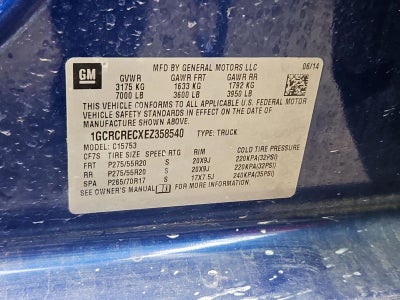 GM
MFD BY GENERAL MOTORS LLC 06/14
GVWR GAWR FRT GAWR RR
3175 KG 1633 KG 1792 KG
7000 LB 3600 LB 3950 LB
THIS VEHICLE CONFORMS TO ALL APPLICABLE U.S. FEDERAL MOTOR
VEHICLE SAFETY STANDARDS IN EFFECT ON THE DATE OF
MANUFACTURE SHOWN ABOVE.
1GCRCRECXEZ358540 TYPE: TRUCK
MODEL: C15753
CF7S TIRE SIZE SPEED RTG RIM COLD TIRE PRESSURE
FRT P275/55R20 S 20X9J 220KPA(32PSI)
RR P275/55R20 S 20X9J 220KPA(32PSI)
SPA P265/70R17 S 17X7.5J 240KPA(35PSI)
SEE OWNER'S MANUAL FOR MORE INFORMATION.